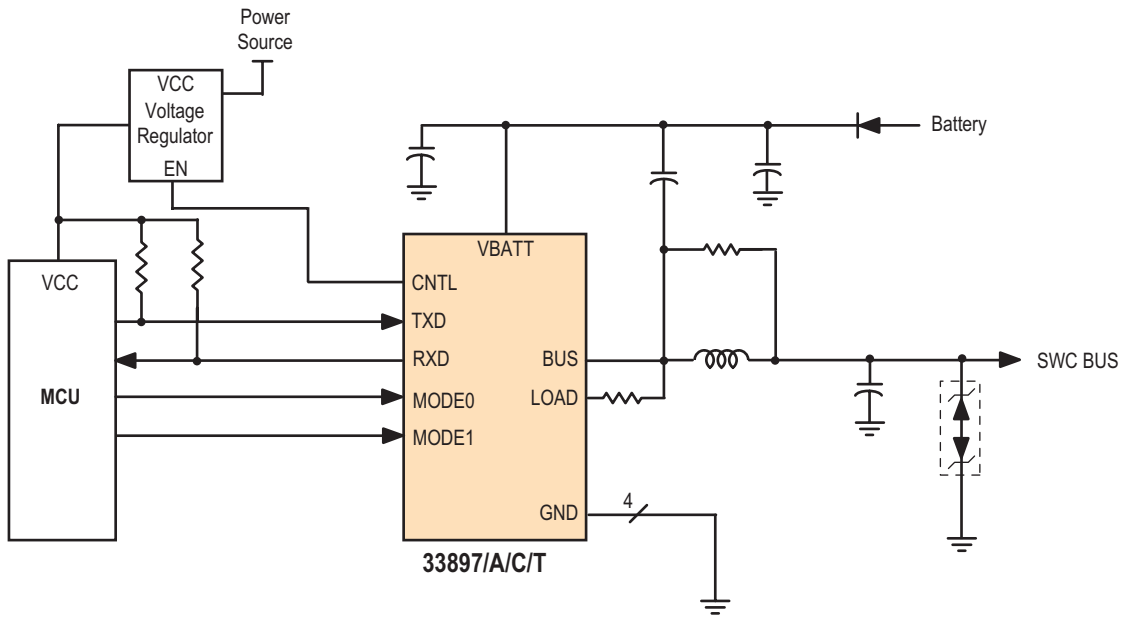 Power
Source
VCC
Voltage
Regulator
EN
Battery
VBATT
VCC
CNTL
TXD
RXD
BUS
SWC BUS
MCU
MODE0
LOAD
MODE1
4
GND
33897/A/C/T